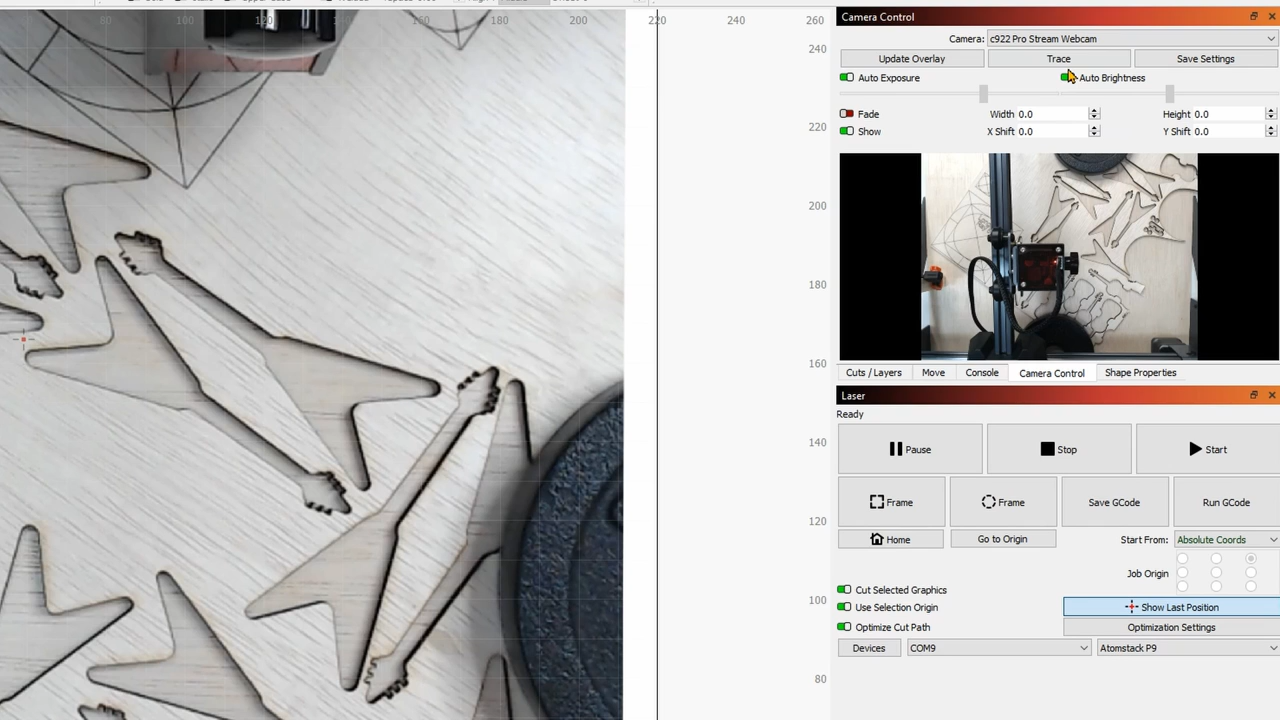 80 100 120 140 160 180 200 220 240 260
240
220
200
180
160
140
120
100
80
Camera Control
Camera: c922 Pro Stream Webcam
Update Overlay Trace Save Settings
Auto Exposure Auto Brightness
Fade Width 0.0 Height 0.0
Show X Shift 0.0 Y Shift 0.0
Cuts / Layers Move Console Camera Control Shape Properties
Laser
Ready
Pause Stop Start
Frame Frame Save GCode Run GCode
Home Go to Origin Start From: Absolute Coords
Job Origin
Cut Selected Graphics
Use Selection Origin Show Last Position
Optimize Cut Path Optimization Settings
Devices COM9 Atomstack P9